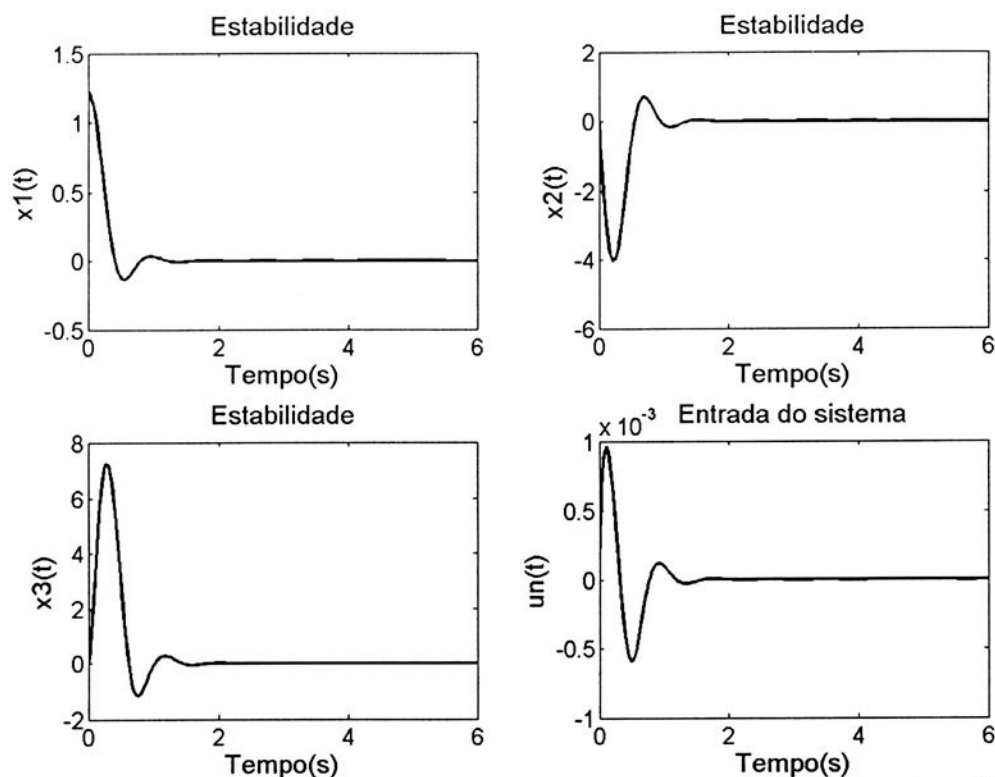 Estabilidade
1.5
1
0.5
0
-0.5
x1(t)
0 2 4 6
Tempo(s)
Estabilidade
2
0
-2
-4
-6
x2(t)
0 2 4 6
Tempo(s)
Estabilidade
8
6
4
2
0
-2
x3(t)
0 2 4 6
Tempo(s)
Entrada do sistema
x 10⁻³
1
0.5
0
-0.5
-1
un(t)
0 2 4 6
Tempo(s)